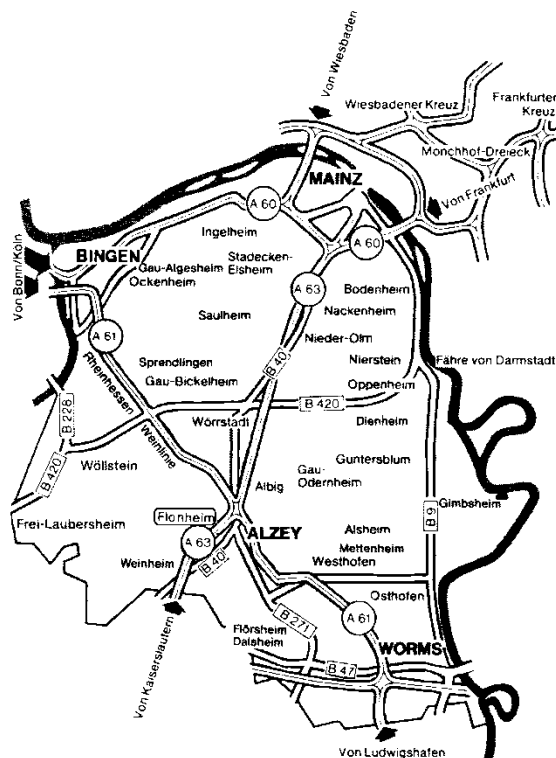 Von Wiesbaden
Wiesbadener Kreuz
Frankfurter
Kreuz
Mönchhof-Dreieck
MAINZ
Von Frankfurt
A 60
A 60
Ingelheim
BINGEN
Stadecken-
Elsheim
Gau-Algesheim
Ockenheim
Von Bonn/Köln
A 63
Bodenheim
Nackenheim
Saulheim
A 61
Nieder-Olm
B 40
Nierstein
Fähre von Darmstadt
Sprendlingen
Gau-Bickelheim
Oppenheim
Rheinhessen
Weinlinie
B 228
B 420
Wörrstadt
Dienheim
B 420
Wöllstein
Guntersblum
Gau-
Odernheim
Albig
Gimbsheim
B 9
Frei-Laubersheim
Flonheim
ALZEY
Alsheim
A 63
Mettenheim
Weinheim
B 40
Westhofen
Osthofen
A 61
B 271
Flörsheim
Dalsheim
WORMS
B 47
Von Kaiserslautern
Von Ludwigshafen